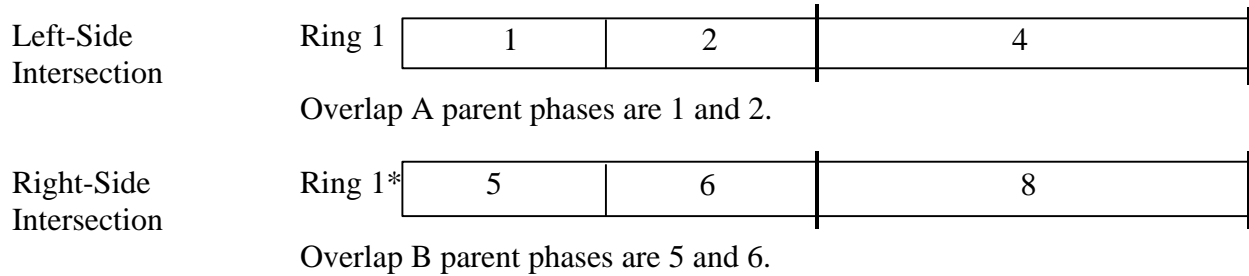 Left-Side Ring 1 1 2 4
Intersection
Overlap A parent phases are 1 and 2.
Right-Side Ring 1* 5 6 8
Intersection
Overlap B parent phases are 5 and 6.